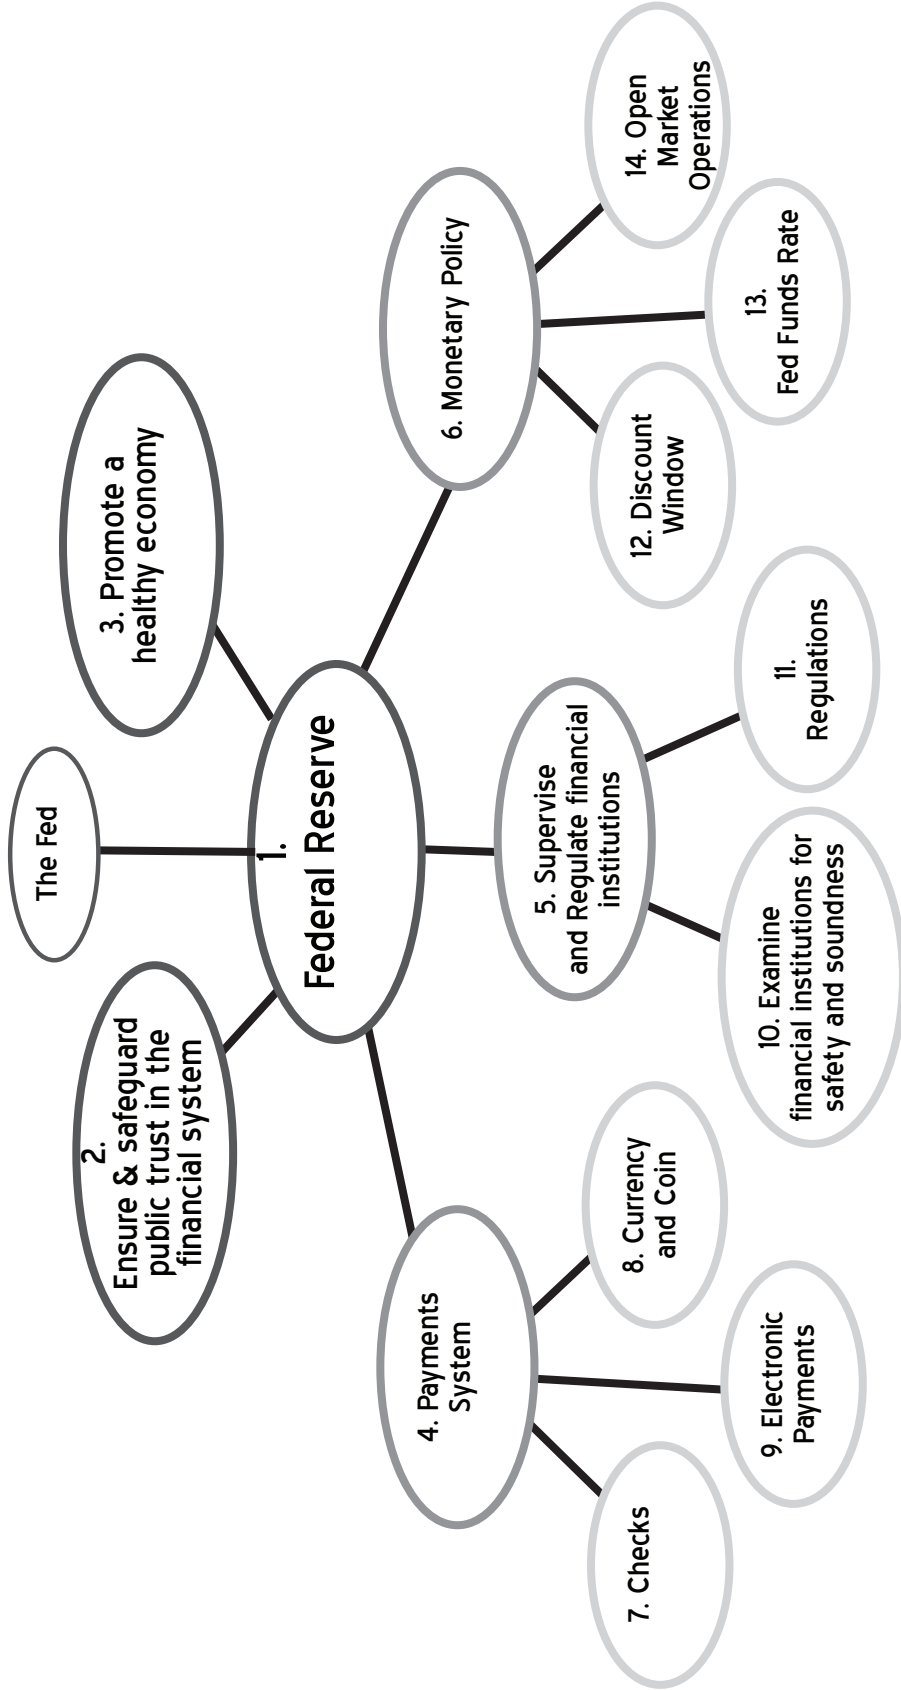 The Fed
2.
Ensure & safeguard
public trust in the
financial system
3. Promote a
healthy economy
1.
Federal Reserve
4. Payments
System
5. Supervise
and Regulate financial
institutions
6. Monetary Policy
7. Checks
9. Electronic
Payments
8. Currency
and Coin
10. Examine
financial institutions for
safety and soundness
11.
Regulations
12. Discount
Window
13.
Fed Funds Rate
14. Open
Market
Operations